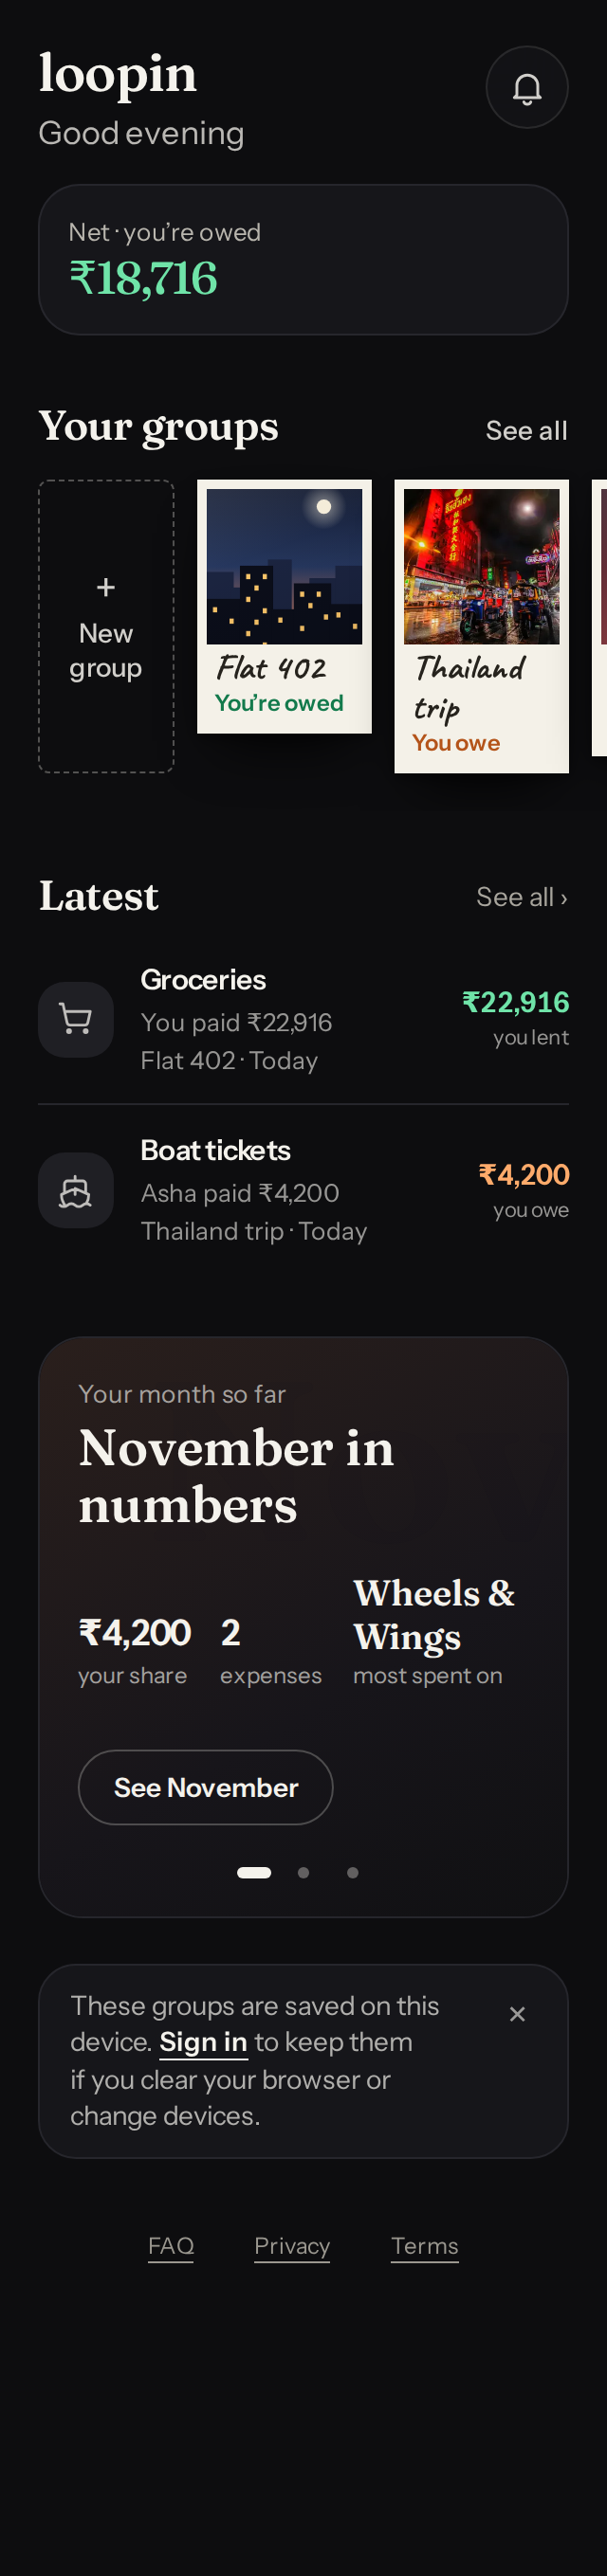 loopin
Good evening
Net · you’re owed
₹18,716
Your groups
See all
+
New
group
Flat 402
You’re owed
Thailand
trip
You owe
Latest
See all ›
Groceries
You paid ₹22,916
Flat 402 · Today
₹22,916
you lent
Boat tickets
Asha paid ₹4,200
Thailand trip · Today
₹4,200
you owe
Your month so far
November in
numbers
₹4,200
your share
2
expenses
Wheels &
Wings
most spent on
See November
These groups are saved on this
device. Sign in to keep them
if you clear your browser or
change devices.
×
FAQ
Privacy
Terms